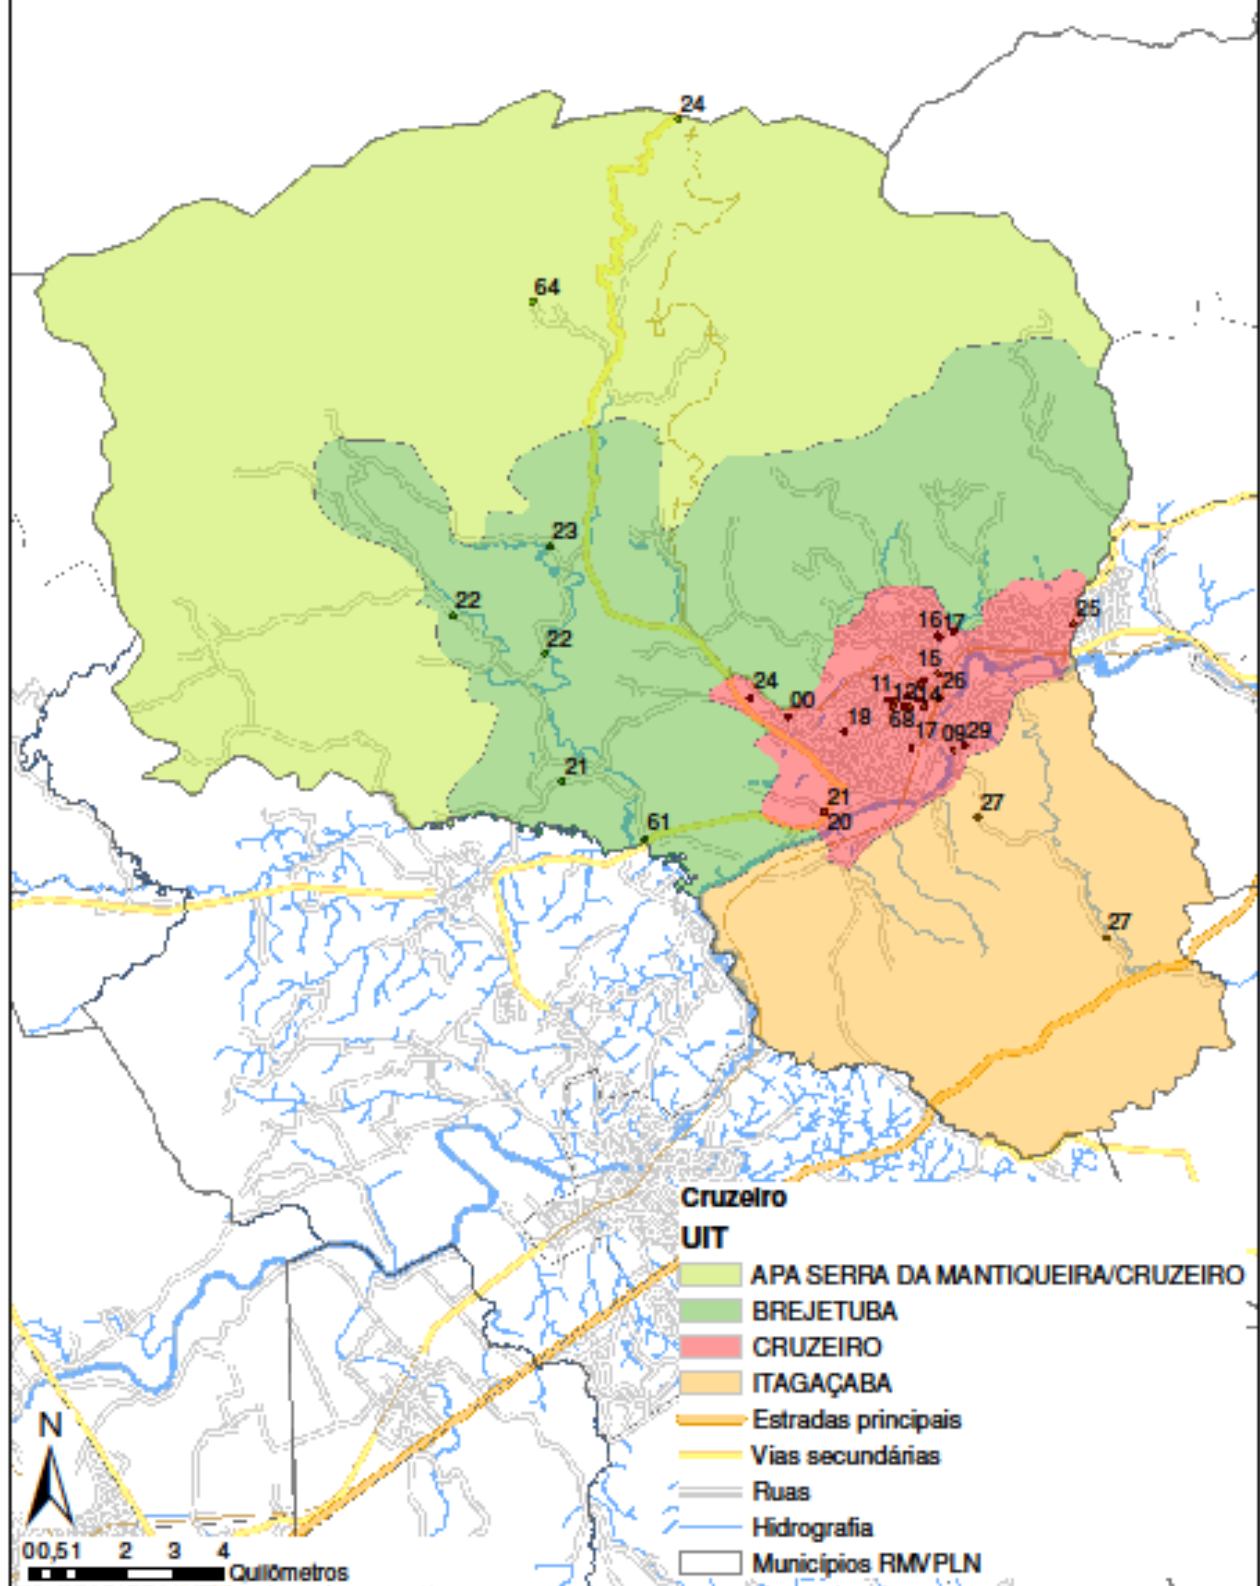 24
64
23
22
22
25
16 17
15
26
11 12 14
68
24
00
18
17
09 29
21
21
20
61
27
27
Cruzeiro
UIT
APA SERRA DA MANTIQUEIRA/CRUZEIRO
BREJETUBA
CRUZEIRO
ITAGAÇABA
Estradas principais
Vias secundárias
Ruas
Hidrografia
Municípios RMVPLN
N
0 0,5 1 2 3 4
Quilômetros